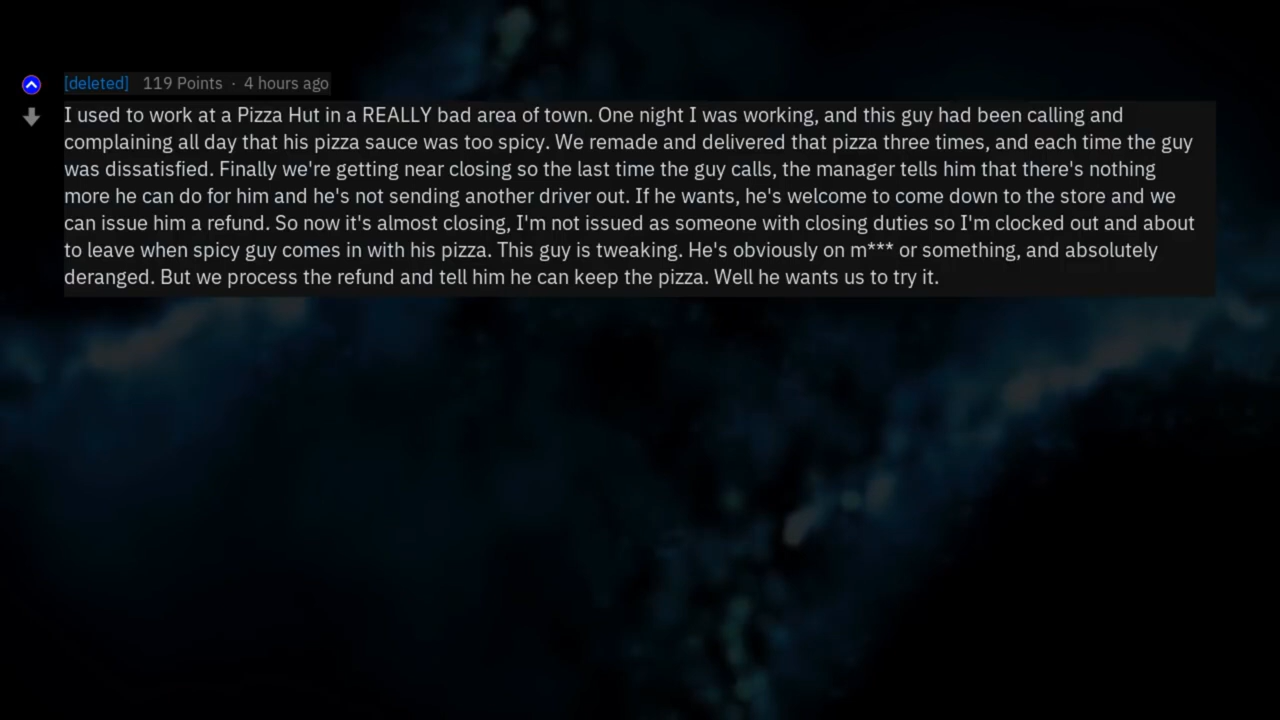 [deleted] 119 Points · 4 hours ago
I used to work at a Pizza Hut in a REALLY bad area of town. One night I was working, and this guy had been calling and
complaining all day that his pizza sauce was too spicy. We remade and delivered that pizza three times, and each time the guy
was dissatisfied. Finally we're getting near closing so the last time the guy calls, the manager tells him that there's nothing
more he can do for him and he's not sending another driver out. If he wants, he's welcome to come down to the store and we
can issue him a refund. So now it's almost closing, I'm not issued as someone with closing duties so I'm clocked out and about
to leave when spicy guy comes in with his pizza. This guy is tweaking. He's obviously on m*** or something, and absolutely
deranged. But we process the refund and tell him he can keep the pizza. Well he wants us to try it.